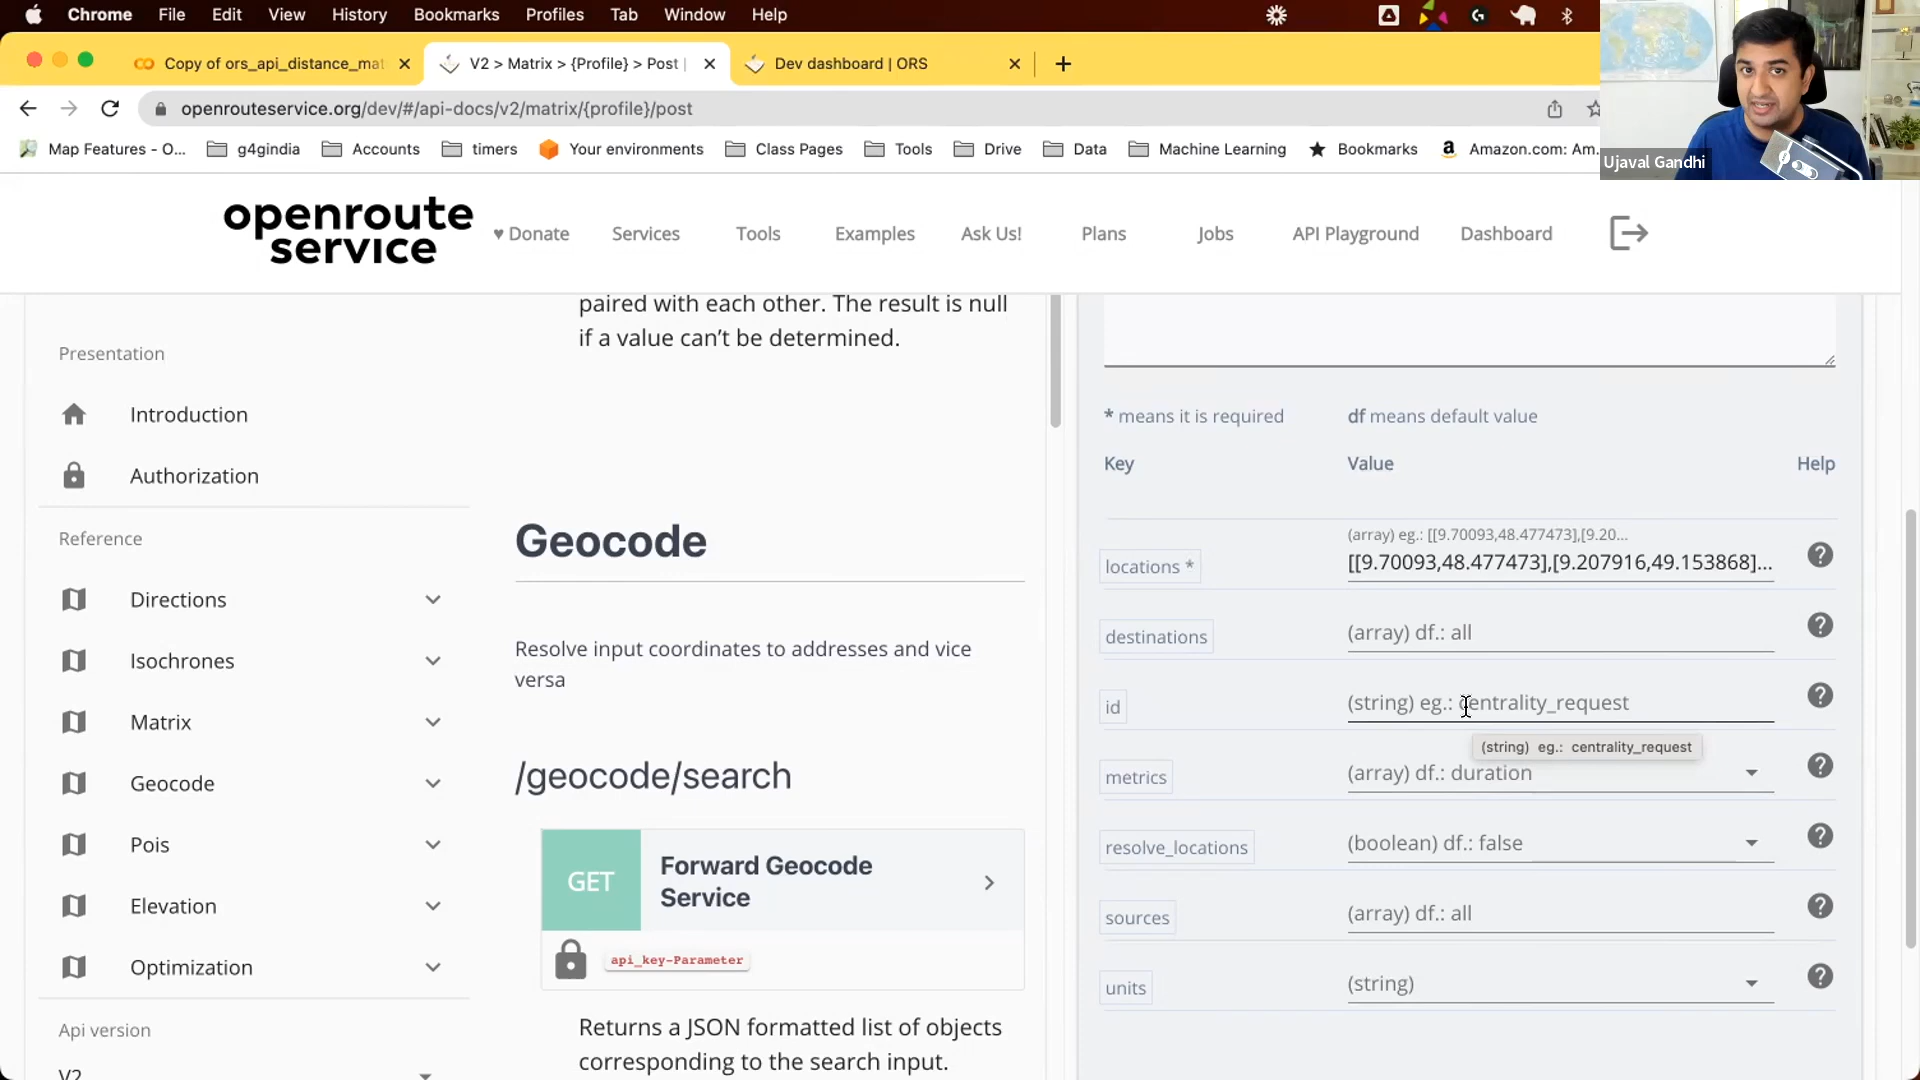 Chrome File Edit View History Bookmarks Profiles Tab Window Help
Copy of ors_api_distance_mat
V2 > Matrix > {Profile} > Post |
Dev dashboard | ORS
openrouteservice.org/dev/#/api-docs/v2/matrix/{profile}/post
Map Features - O...
g4gindia
Accounts
timers
Your environments
Class Pages
Tools
Drive
Data
Machine Learning
Bookmarks
Amazon.com: Am.
Ujaval Gandhi
openroute
service
♥ Donate
Services
Tools
Examples
Ask Us!
Plans
Jobs
API Playground
Dashboard
Presentation
Introduction
Authorization
Reference
Directions
Isochrones
Matrix
Geocode
Pois
Elevation
Optimization
Api version
V2
paired with each other. The result is null
if a value can’t be determined.
Geocode
Resolve input coordinates to addresses and vice
versa
/geocode/search
GET
Forward Geocode
Service
api_key-Parameter
Returns a JSON formatted list of objects
corresponding to the search input.
* means it is required
df means default value
Key
Value
Help
(array) eg.: [[9.70093,48.477473],[9.20...
locations *
[[9.70093,48.477473],[9.207916,49.153868]...
destinations
(array) df.: all
id
(string) eg.: centrality_request
(string) eg.: centrality_request
metrics
(array) df.: duration
resolve_locations
(boolean) df.: false
sources
(array) df.: all
units
(string)